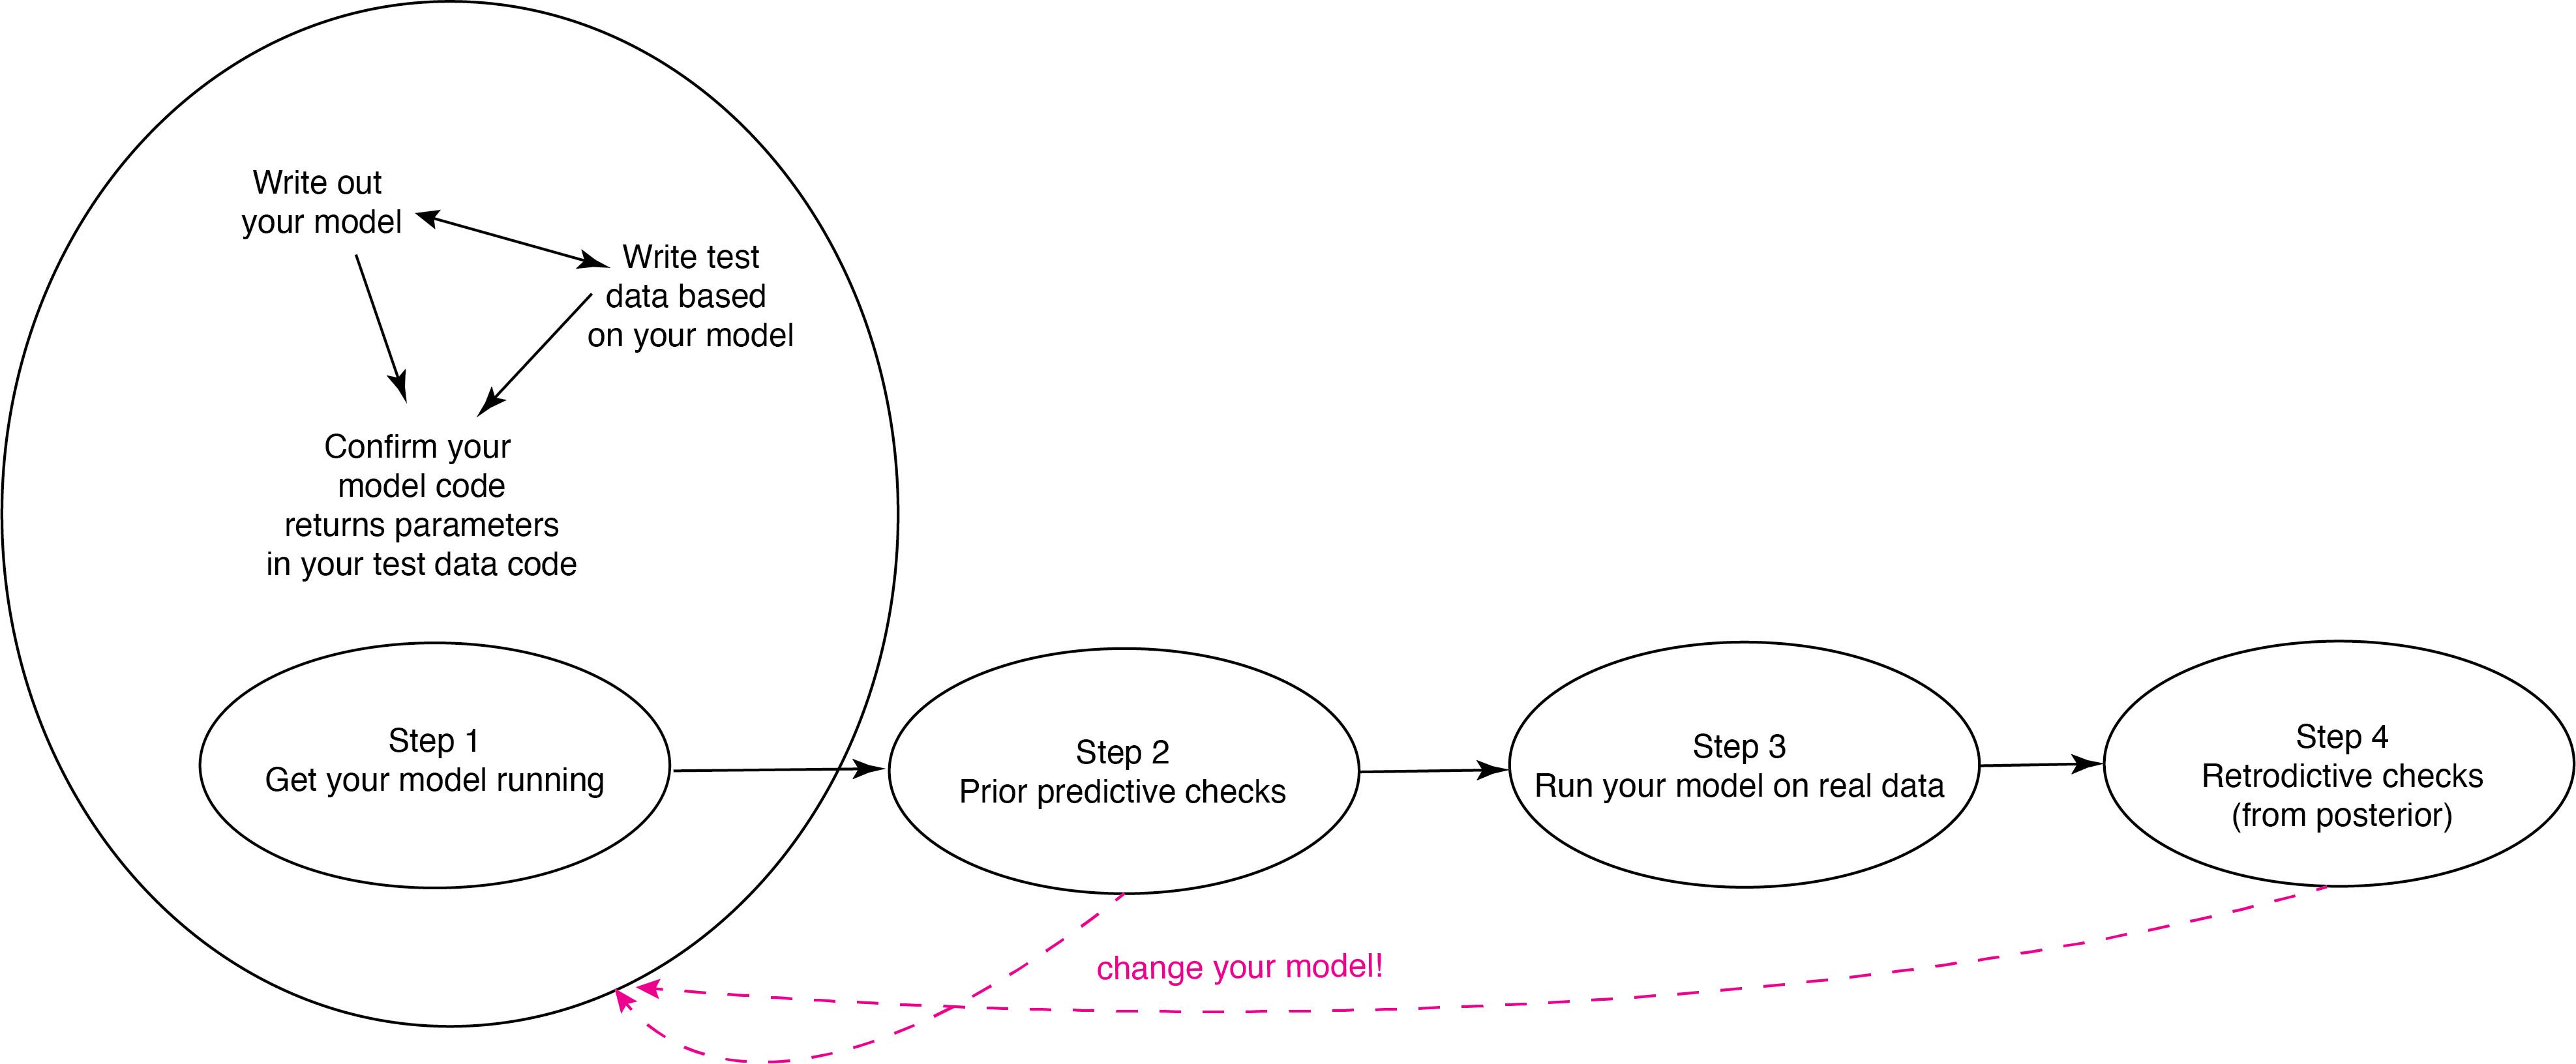 Write out
your model
Write test
data based
on your model
Confirm your
model code
returns parameters
in your test data code
Step 1
Get your model running
Step 2
Prior predictive checks
Step 3
Run your model on real data
Step 4
Retrodictive checks
(from posterior)
change your model!